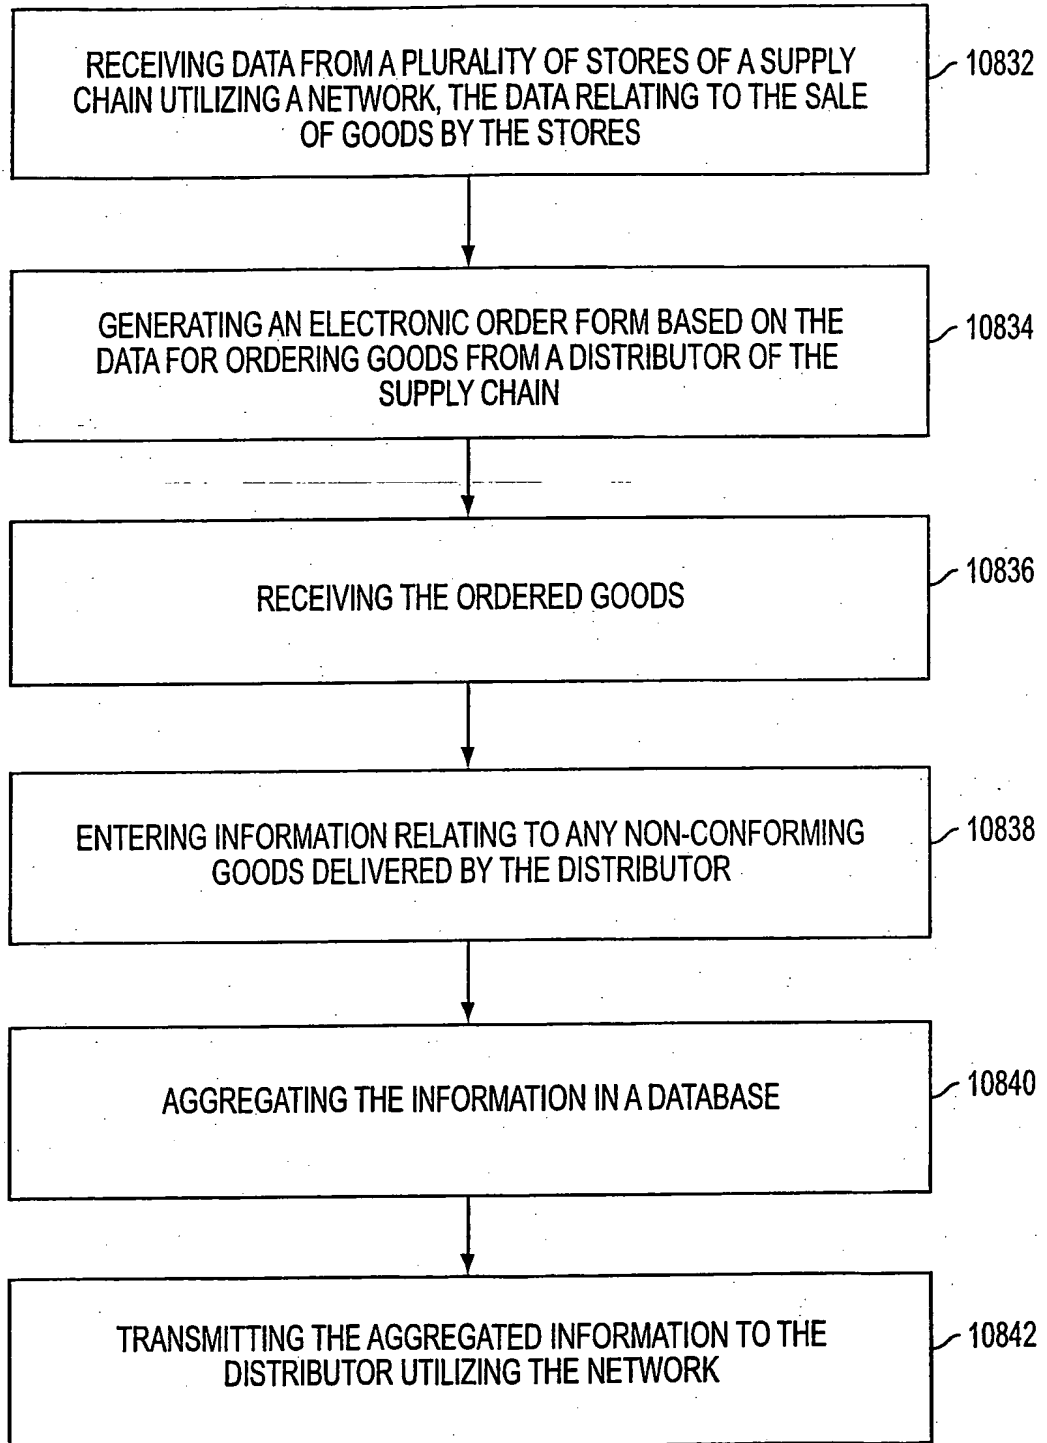 RECEIVING DATA FROM A PLURALITY OF STORES OF A SUPPLY
CHAIN UTILIZING A NETWORK, THE DATA RELATING TO THE SALE
OF GOODS BY THE STORES
10832
GENERATING AN ELECTRONIC ORDER FORM BASED ON THE
DATA FOR ORDERING GOODS FROM A DISTRIBUTOR OF THE
SUPPLY CHAIN
10834
RECEIVING THE ORDERED GOODS
10836
ENTERING INFORMATION RELATING TO ANY NON-CONFORMING
GOODS DELIVERED BY THE DISTRIBUTOR
10838
AGGREGATING THE INFORMATION IN A DATABASE
10840
TRANSMITTING THE AGGREGATED INFORMATION TO THE
DISTRIBUTOR UTILIZING THE NETWORK
10842